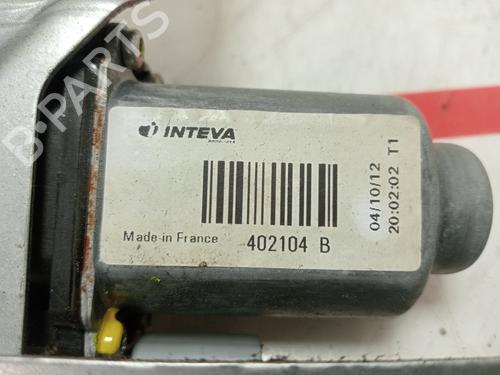 B-PARTS
INTEVA
Made in France
402104 B
04/10/12
20:02:02 T1